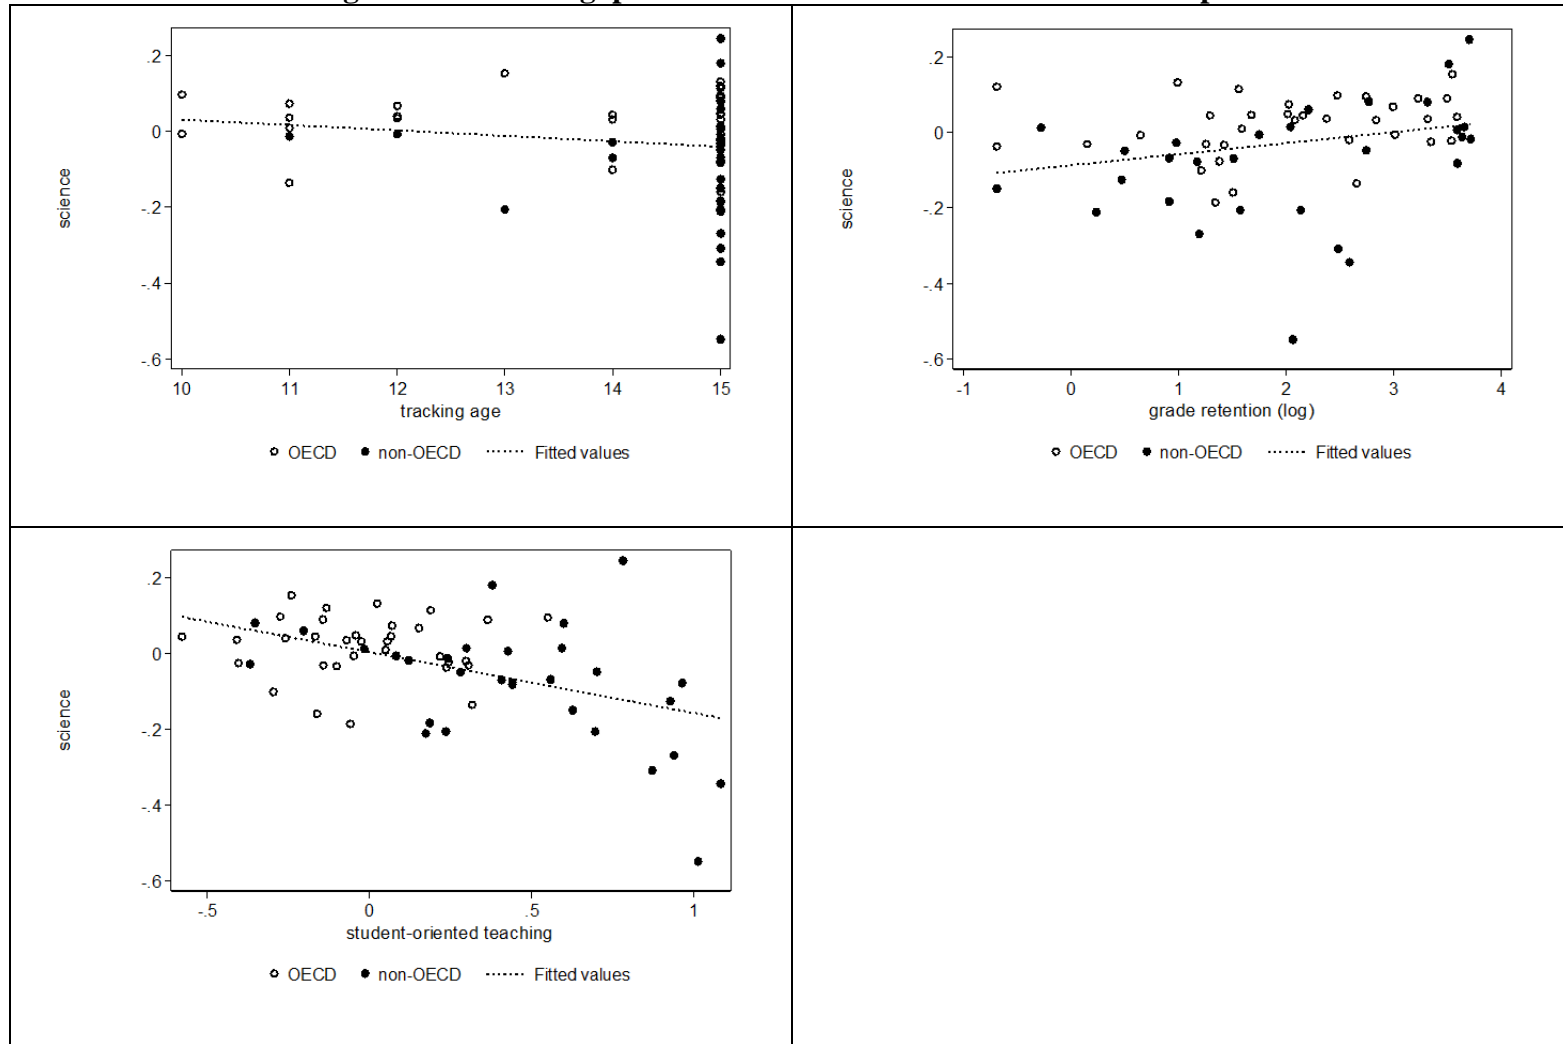 .2
0
-.2
-.4
-.6
science
10 11 12 13 14 15
tracking age
OECD non-OECD Fitted values
.2
0
-.2
-.4
-.6
science
-1 0 1 2 3 4
grade retention (log)
OECD non-OECD Fitted values
.2
0
-.2
-.4
-.6
science
-.5 0 .5 1
student-oriented teaching
OECD non-OECD Fitted values